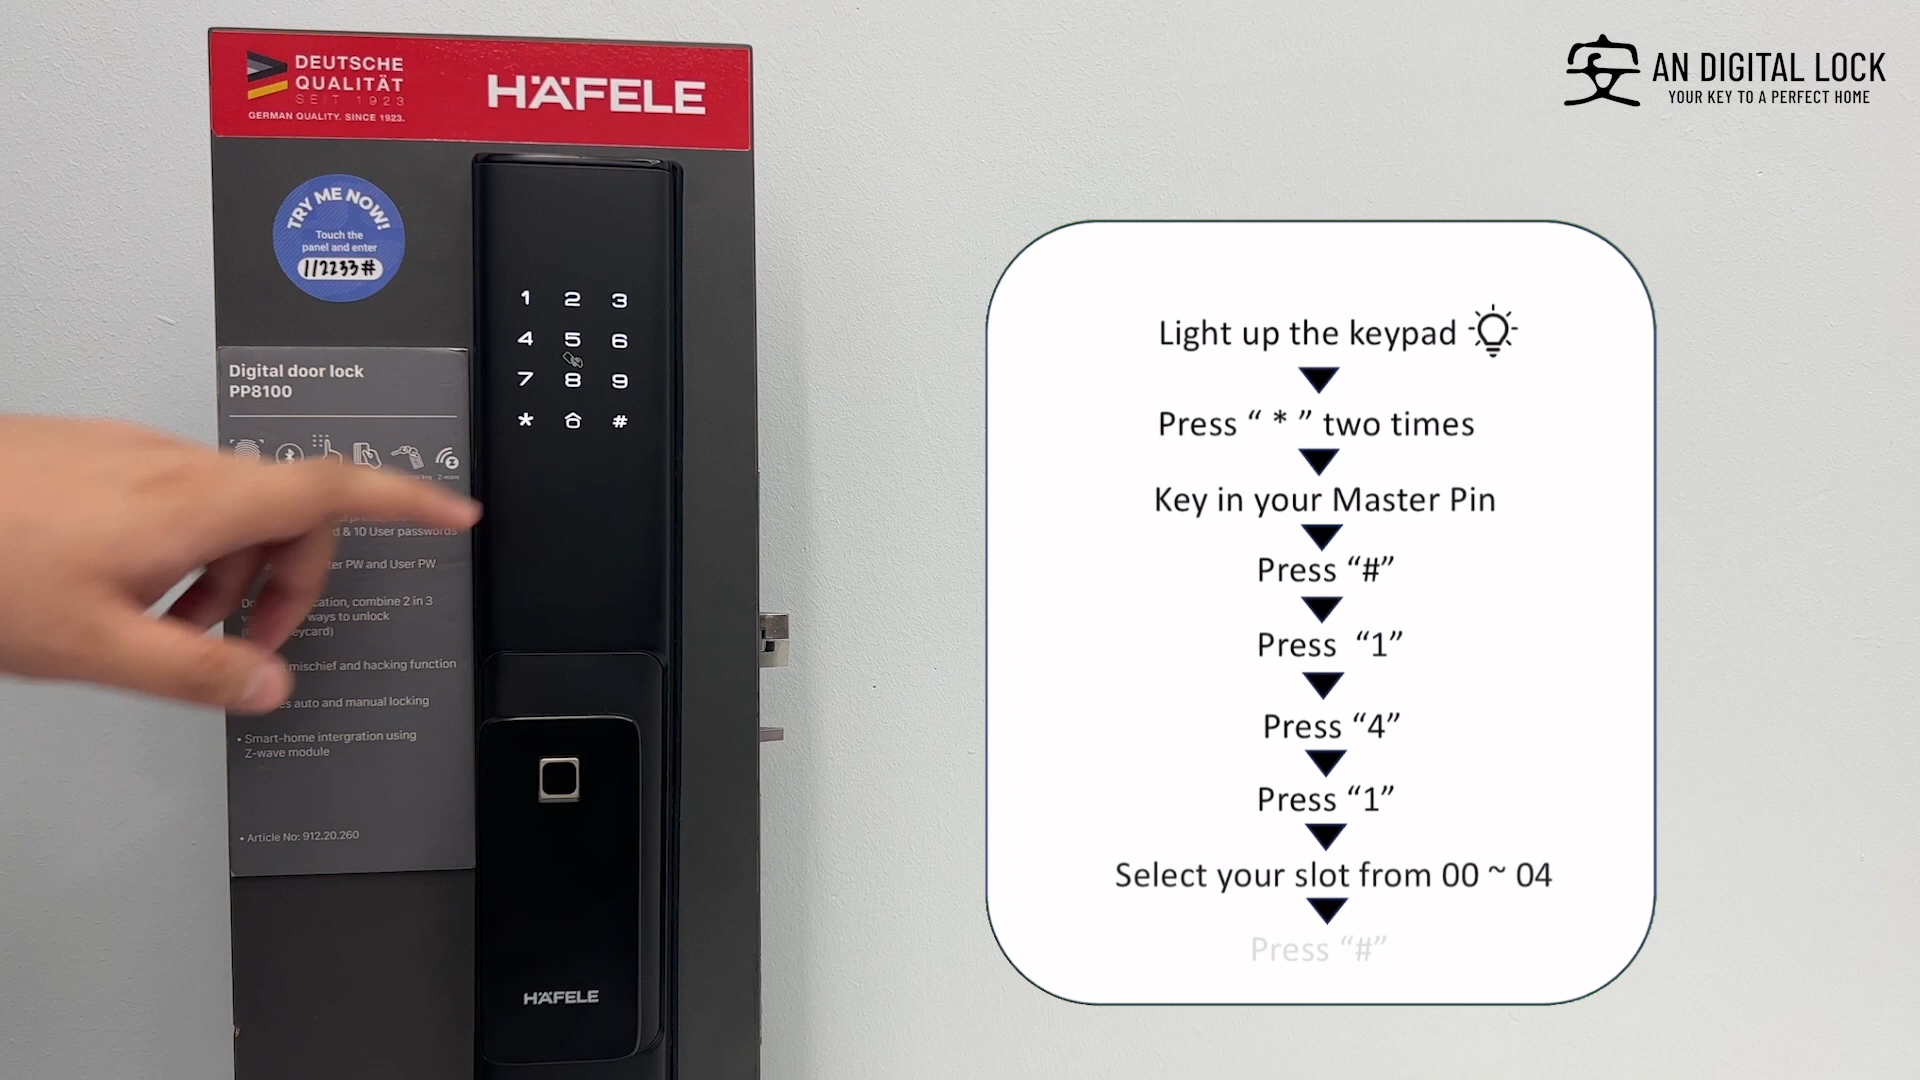 DEUTSCHE
QUALITÄT
SEIT 1923
GERMAN QUALITY. SINCE 1923.
HÄFELE
AN DIGITAL LOCK
YOUR KEY TO A PERFECT HOME
TRY ME NOW!
Touch the
panel and enter
112233#
1 2 3
4 5 6
7 8 9
* #
Digital door lock
PP8100
Z-wave
& 10 User passwords
PW and User PW
combine 2 in 3
ways to unlock
mischief and hacking function
auto and manual locking
• Smart-home intergration using
Z-wave module
• Article No: 912.20.260
HÄFELE
Light up the keypad
Press “ * ” two times
Key in your Master Pin
Press “#”
Press “1”
Press “4”
Press “1”
Select your slot from 00 ~ 04
Press “#”